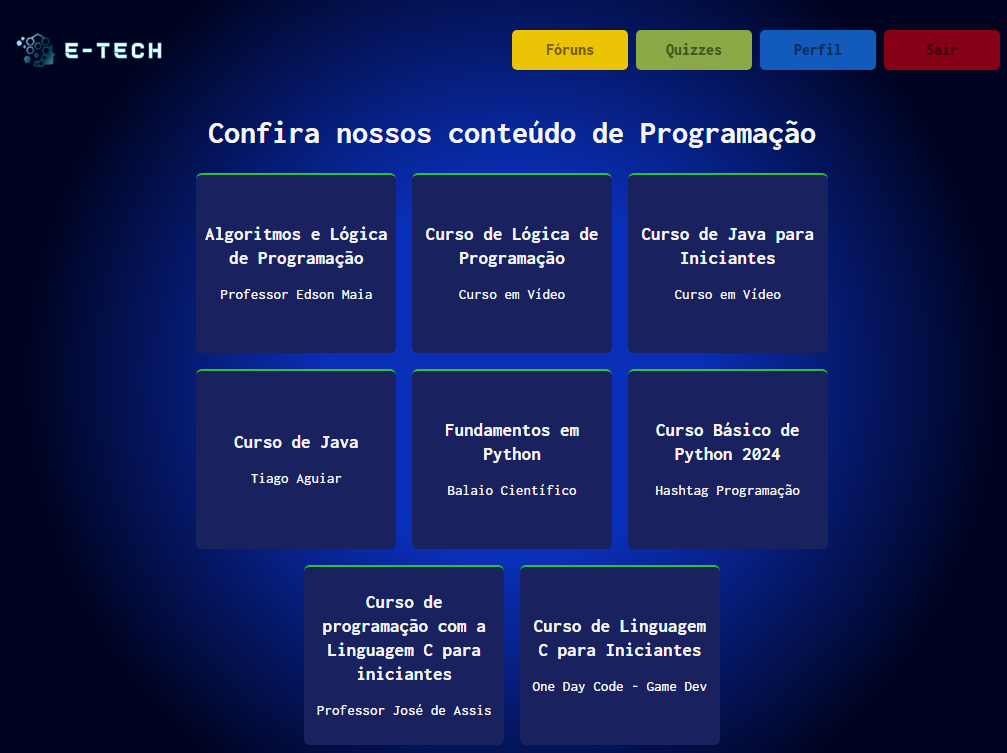 E-TECH
Fóruns
Quizzes
Perfil
Sair
Confira nossos conteúdo de Programação
Algoritmos e Lógica
de Programação
Professor Edson Maia
Curso de Lógica de
Programação
Curso em Vídeo
Curso de Java para
Iniciantes
Curso em Vídeo
Curso de Java
Tiago Aguiar
Fundamentos em
Python
Balaio Científico
Curso Básico de
Python 2024
Hashtag Programação
Curso de
programação com a
Linguagem C para
iniciantes
Professor José de Assis
Curso de Linguagem
C para Iniciantes
One Day Code - Game Dev